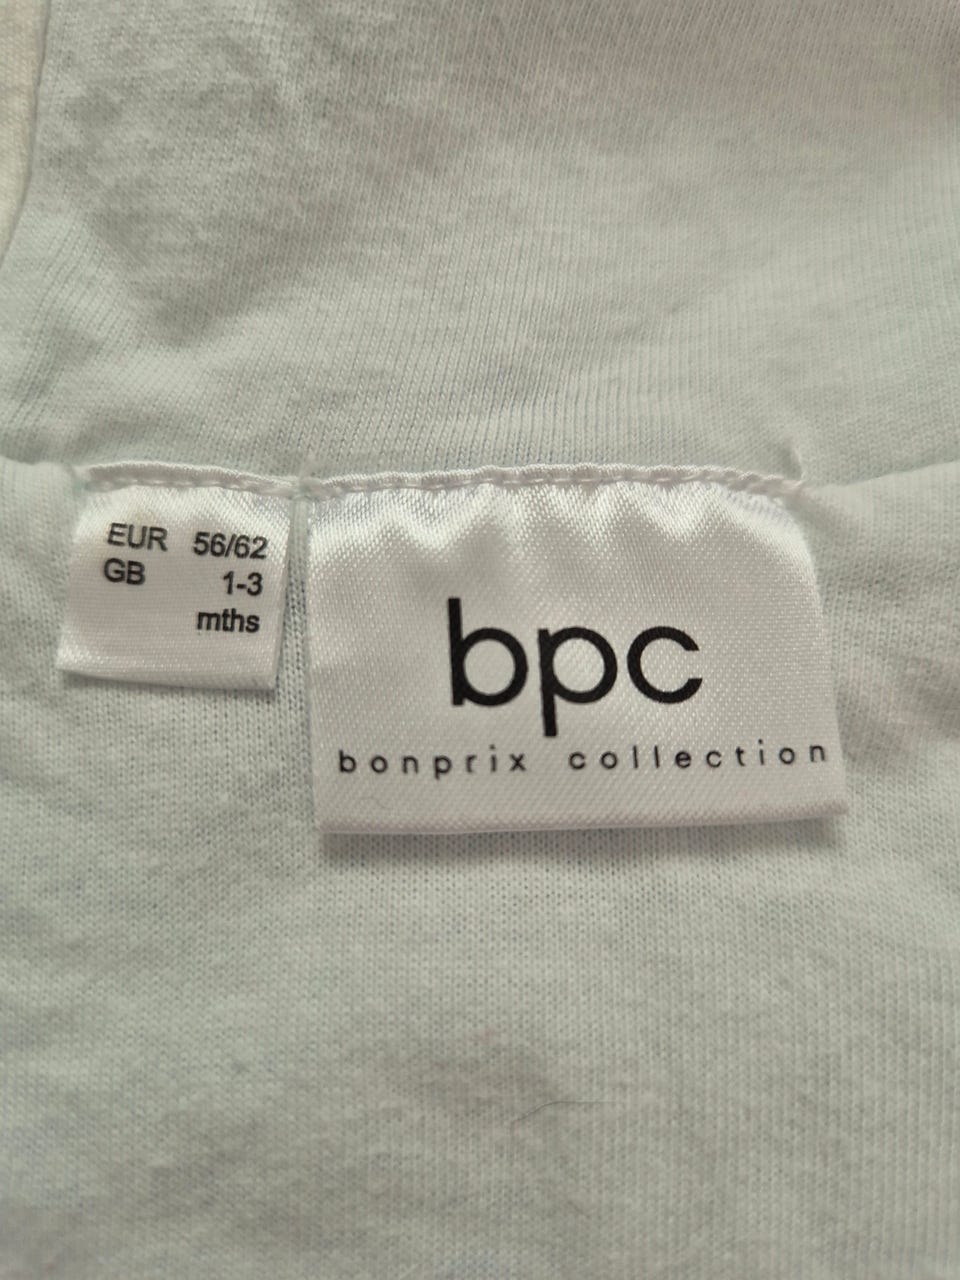 EUR 56/62
GB 1-3
mths
bpc
bonprix collection